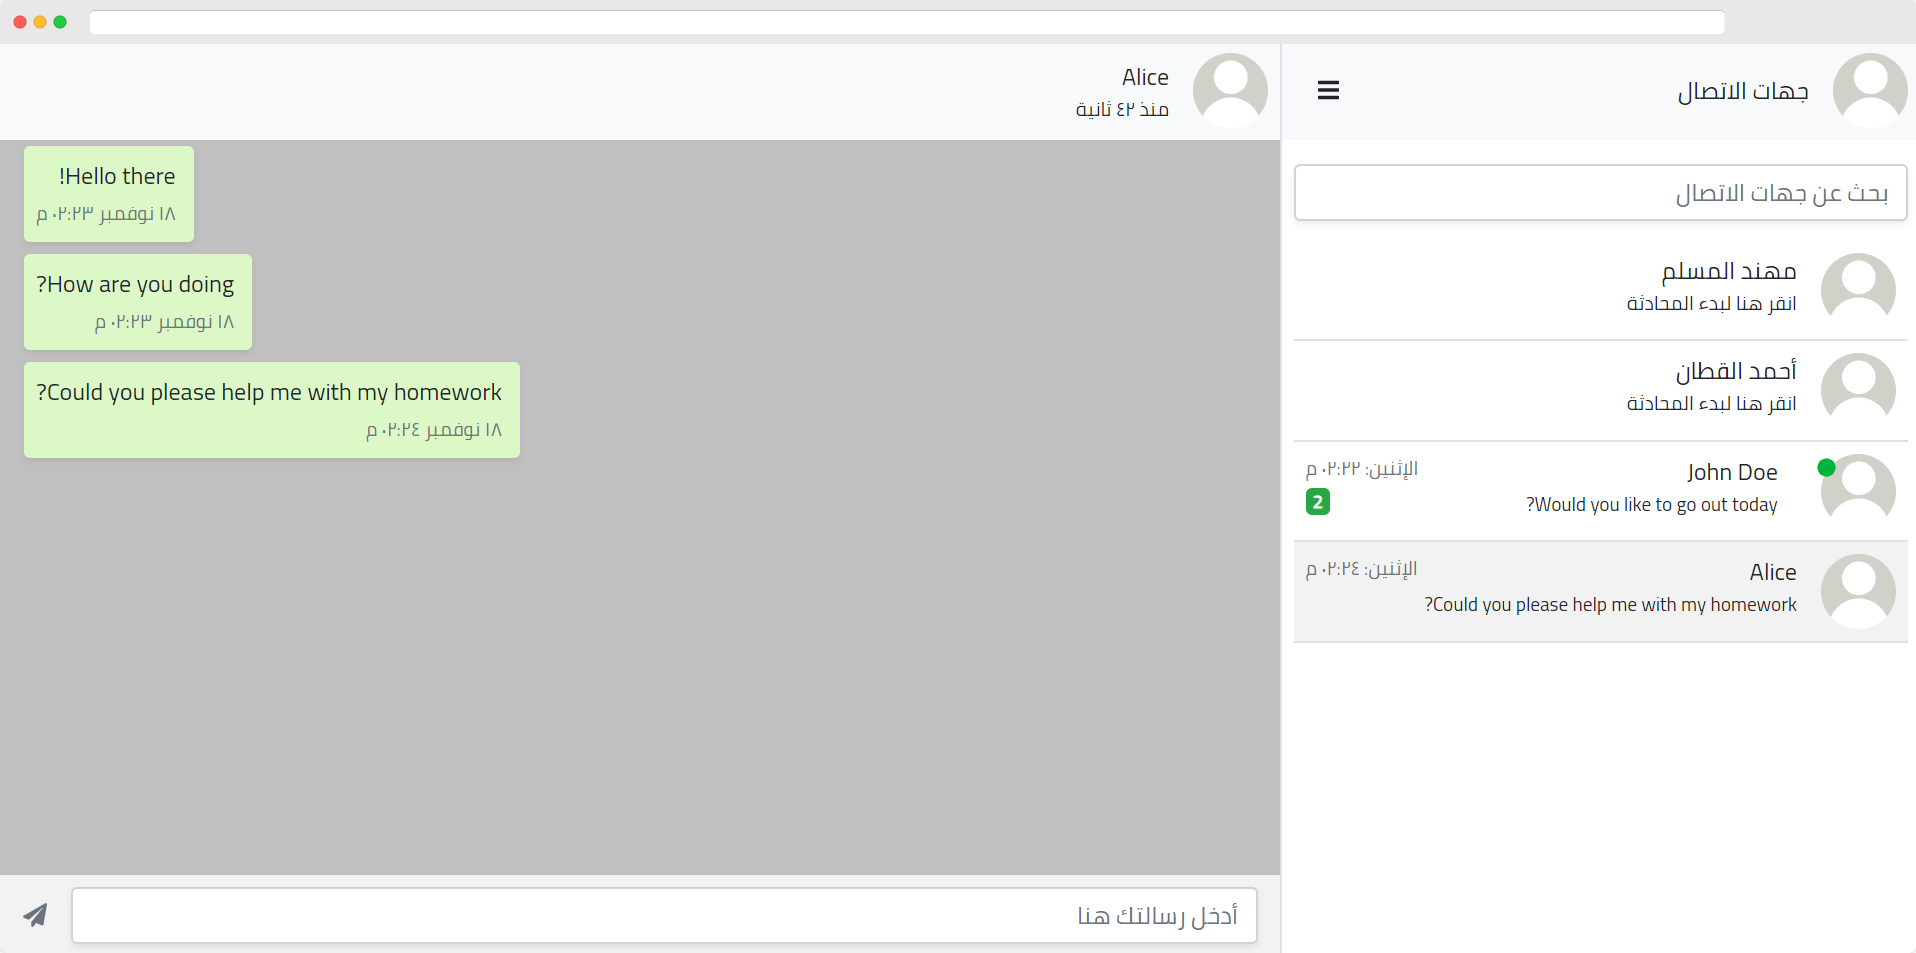 جهات الاتصال
بحث عن جهات الاتصال
مهند المسلم
انقر هنا لبدء المحادثة
أحمد القطان
انقر هنا لبدء المحادثة
John Doe
الإثنين: ٠٢:٢٢ م
Would you like to go out today?
2
Alice
الإثنين: ٠٢:٢٤ م
Could you please help me with my homework?
Alice
منذ ٤٢ ثانية
Hello there!
١٨ نوفمبر ٠٢:٢٣ م
How are you doing?
١٨ نوفمبر ٠٢:٢٣ م
Could you please help me with my homework?
١٨ نوفمبر ٠٢:٢٤ م
أدخل رسالتك هنا